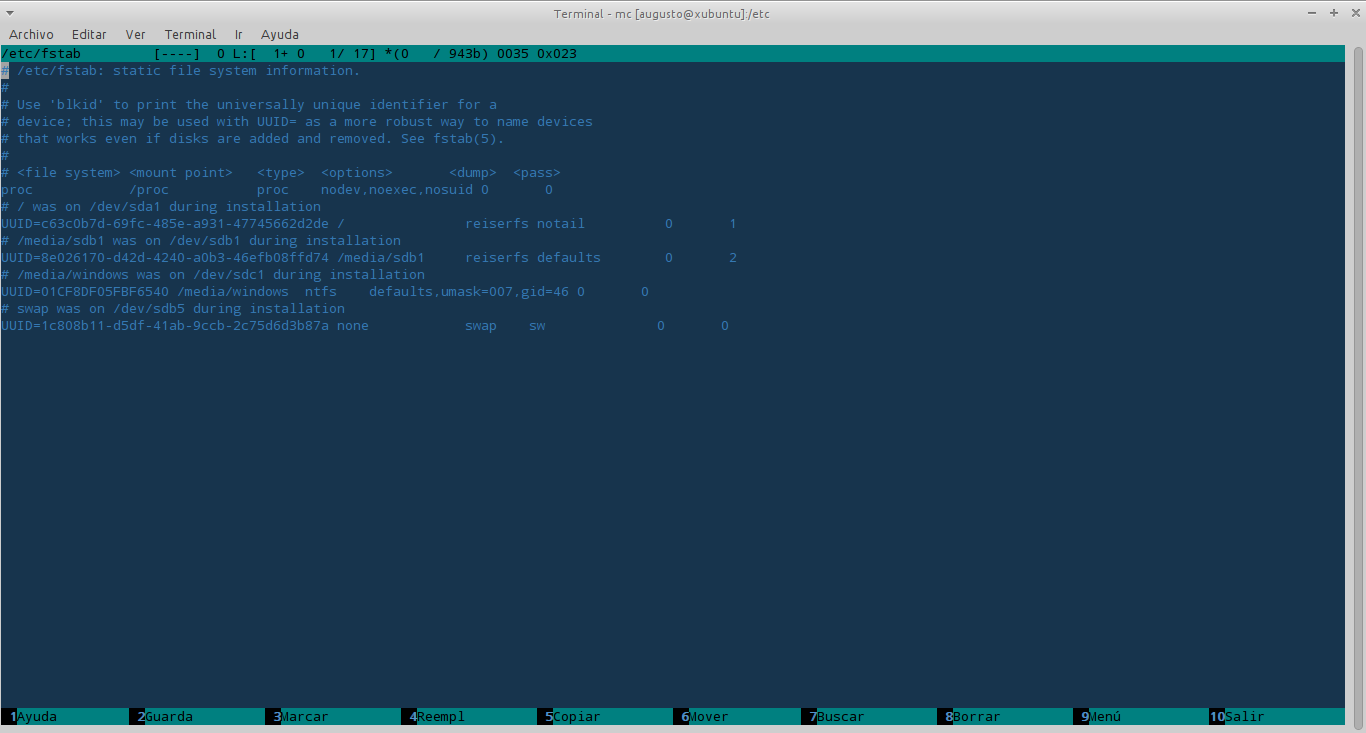 Terminal - mc [augusto@xubuntu]:/etc
Archivo Editar Ver Terminal Ir Ayuda
/etc/fstab         [----]  0 L:[  1+ 0   1/ 17] *(0   / 943b) 0035 0x023
# /etc/fstab: static file system information.
#
# Use 'blkid' to print the universally unique identifier for a
# device; this may be used with UUID= as a more robust way to name devices
# that works even if disks are added and removed. See fstab(5).
#
# <file system> <mount point>   <type>  <options>       <dump>  <pass>
proc            /proc           proc    nodev,noexec,nosuid 0       0
# / was on /dev/sda1 during installation
UUID=c63c0b7d-69fc-485e-a931-47745662d2de /               reiserfs notail          0       1
# /media/sdb1 was on /dev/sdb1 during installation
UUID=8e026170-d42d-4240-a0b3-46efb08ffd74 /media/sdb1     reiserfs defaults        0       2
# /media/windows was on /dev/sdc1 during installation
UUID=01CF8DF05FBF6540 /media/windows  ntfs    defaults,umask=007,gid=46 0       0
# swap was on /dev/sdb5 during installation
UUID=1c808b11-d5df-41ab-9ccb-2c75d6d3b87a none            swap    sw              0       0
1Ayuda 2Guarda 3Marcar 4Reempl 5Copiar 6Mover 7Buscar 8Borrar 9Menú 10Salir